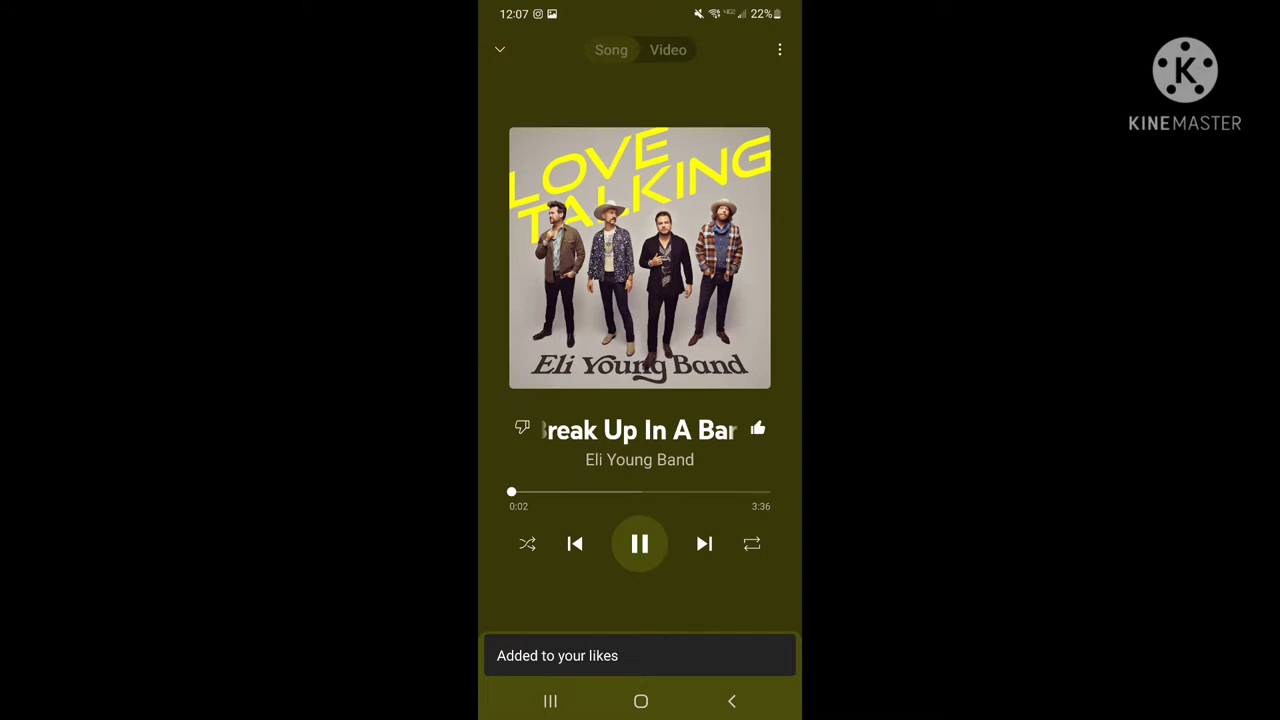 12:07
22%
Song Video
LOVE
TALKING
Eli Young Band
Break Up In A Bar
Eli Young Band
0:02
3:36
Added to your likes
K
KINEMASTER